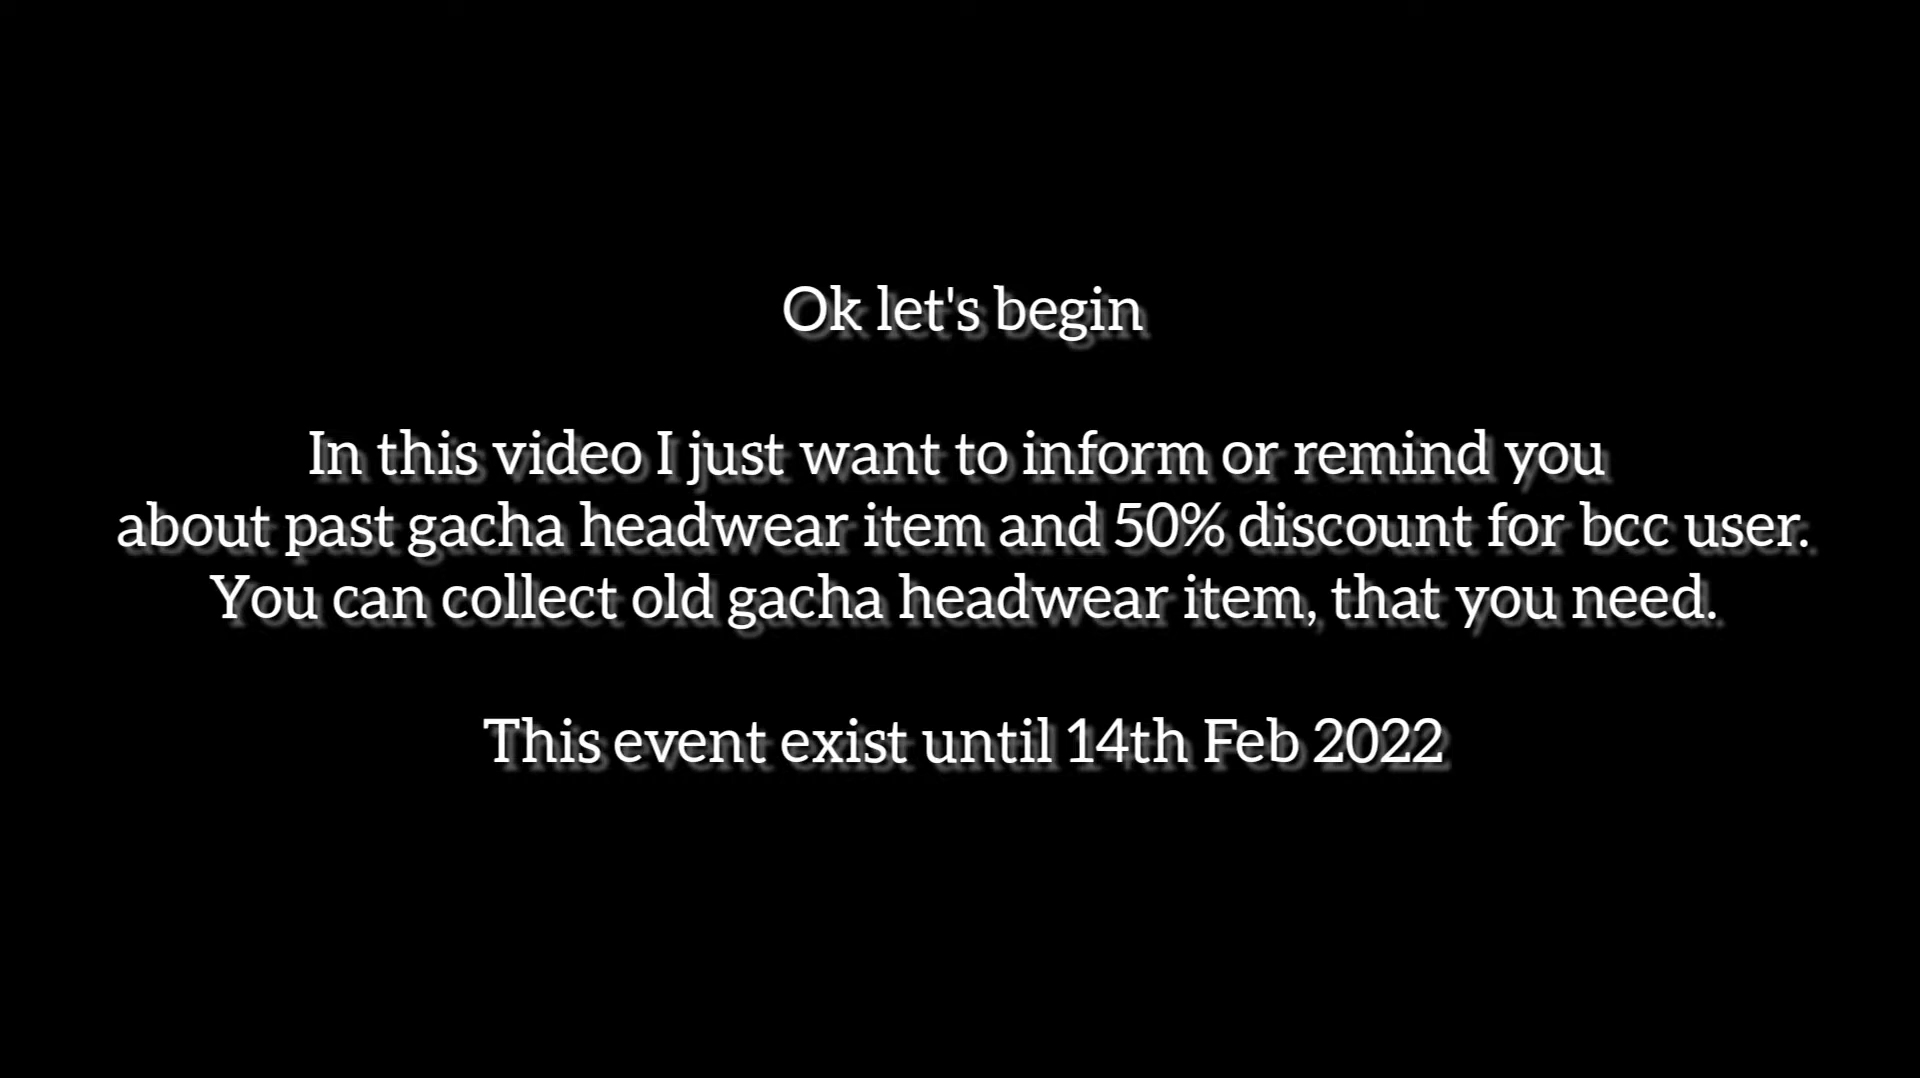 Ok let's begin
In this video I just want to inform or remind you
about past gacha headwear item and 50% discount for bcc user.
You can collect old gacha headwear item, that you need.
This event exist until 14th Feb 2022